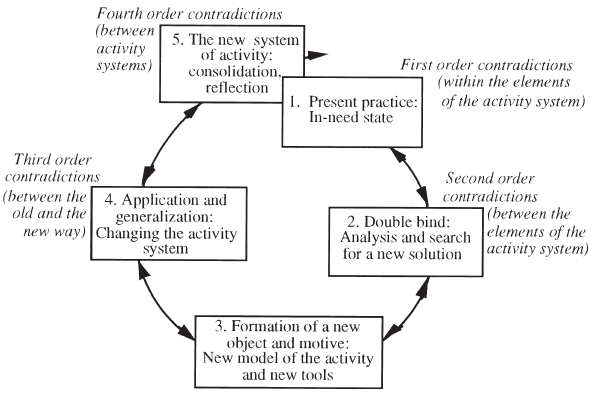 Fourth order contradictions
(between
activity
systems)
5. The new system
of activity:
consolidation,
reflection
First order contradictions
(within the elements
of the activity system)
1. Present practice:
In-need state
Third order
contradictions
(between the
old and the
new way)
Second order
contradictions
(between the
elements of the
activity system)
4. Application and
generalization:
Changing the activity
system
2. Double bind:
Analysis and search
for a new solution
3. Formation of a new
object and motive:
New model of the activity
and new tools